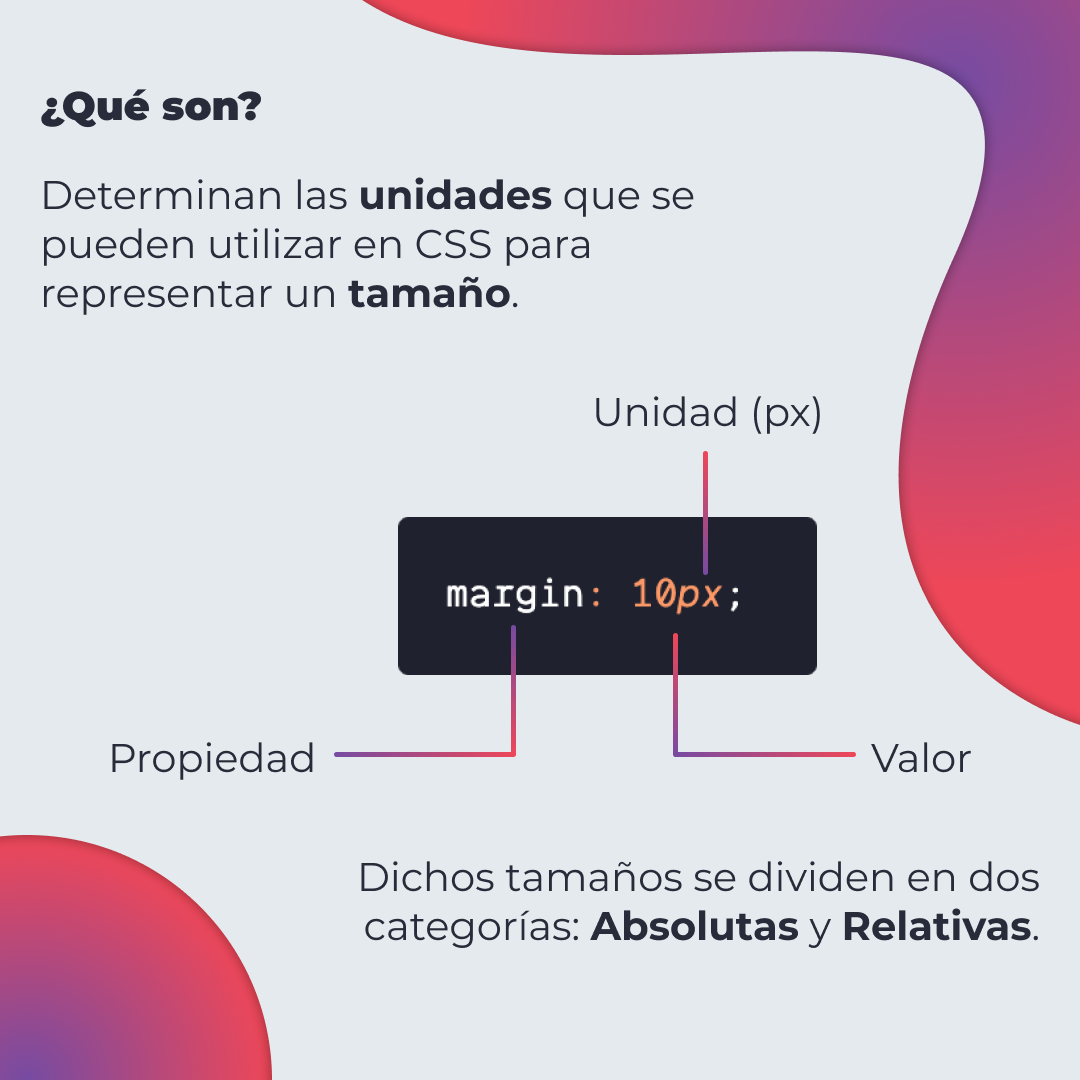 ¿Qué son?
Determinan las unidades que se
pueden utilizar en CSS para
representar un tamaño.
Unidad (px)
margin: 10px;
Propiedad
Valor
Dichos tamaños se dividen en dos
categorías: Absolutas y Relativas.